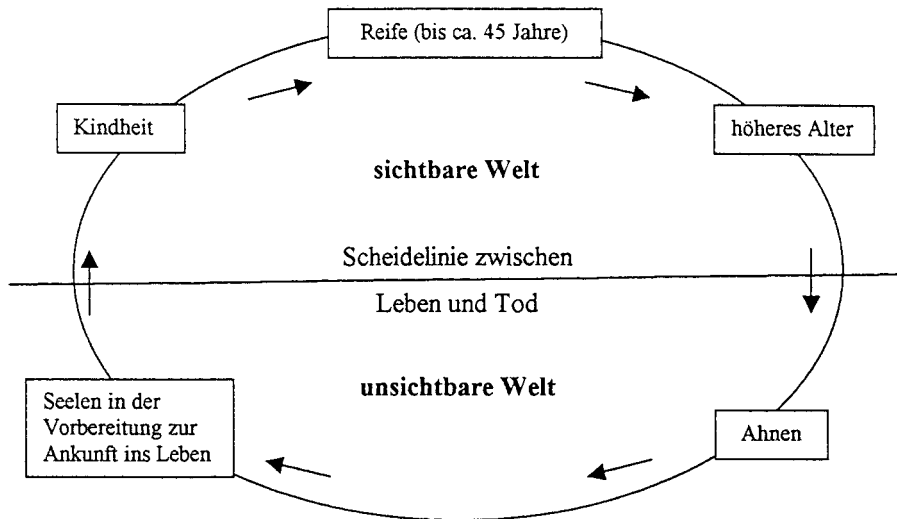 Reife (bis ca. 45 Jahre)
Kindheit
höheres Alter
sichtbare Welt
Scheidelinie zwischen
Leben und Tod
unsichtbare Welt
Seelen in der
Vorbereitung zur
Ankunft ins Leben
Ahnen